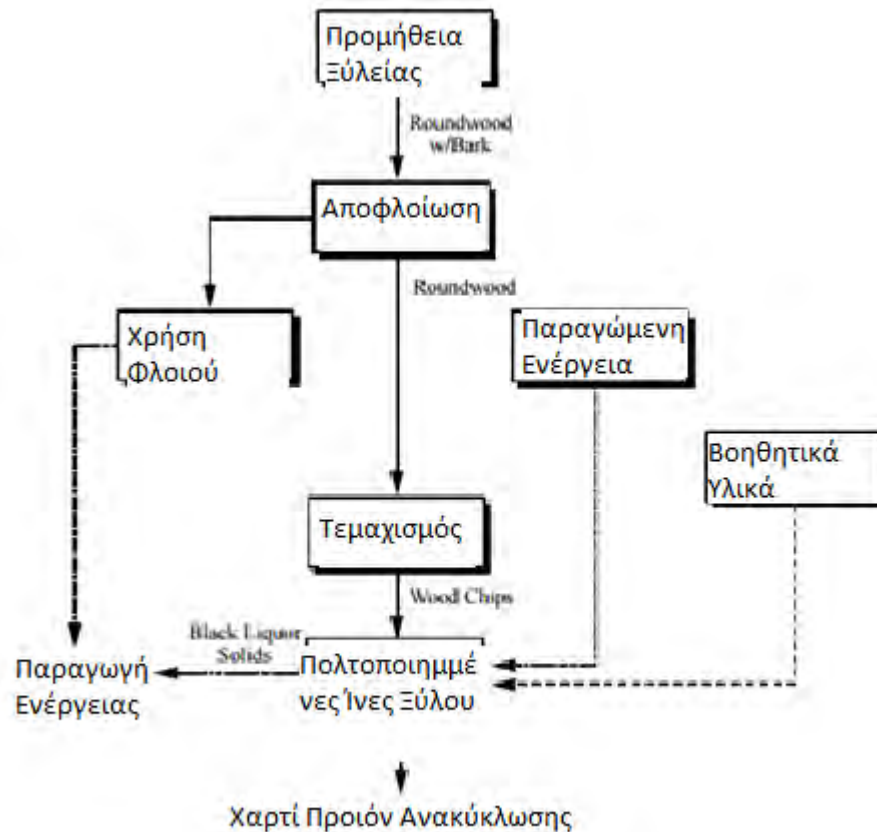 Προμήθεια
Ξύλείας
Roundwood
w/Bark
Αποφλοίωση
Roundwood
Χρήση
Φλοιού
Παραγώμενη
Ενέργεια
Βοηθητικά
Υλικά
Τεμαχισμός
Wood Chips
Black Liquor
Solids
Παραγωγή
Ενέργειας
Πολτοποιημμέ
νες Ίνες Ξύλου
Χαρτί Προιόν Ανακύκλωσης